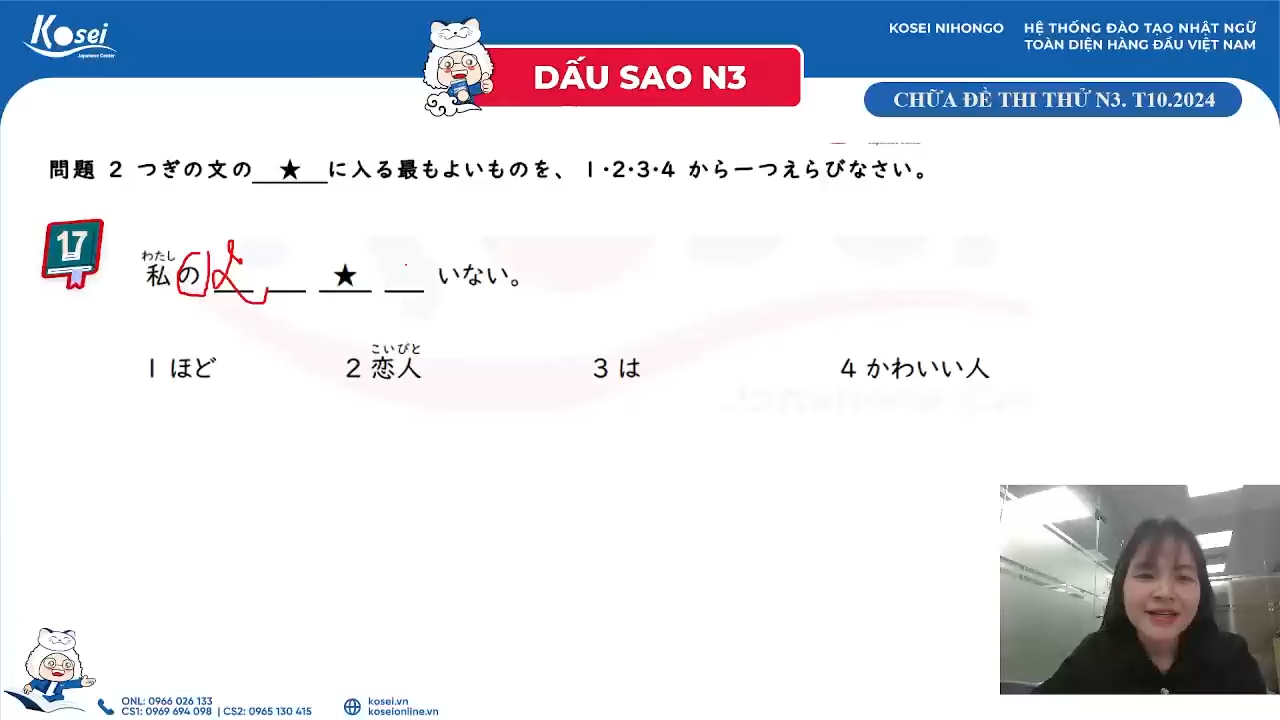 Kosei
Japanese Center
KOSEI NIHONGO
HỆ THỐNG ĐÀO TẠO NHẬT NGỮ
TOÀN DIỆN HÀNG ĐẦU VIỆT NAM
DẤU SAO N3
CHỮA ĐỀ THI THỬ N3. T10.2024
問題 2 つぎの文の ★ に入る最もよいものを、1・2・3・4 から一つえらびなさい。
17
わたし
私の ★ いない。
1 ほど
こいびと
2 恋人
3 は
4 かわいい人
ONL: 0966 026 133
CS1: 0969 694 098 | CS2: 0965 130 415
kosei.vn
koseionline.vn